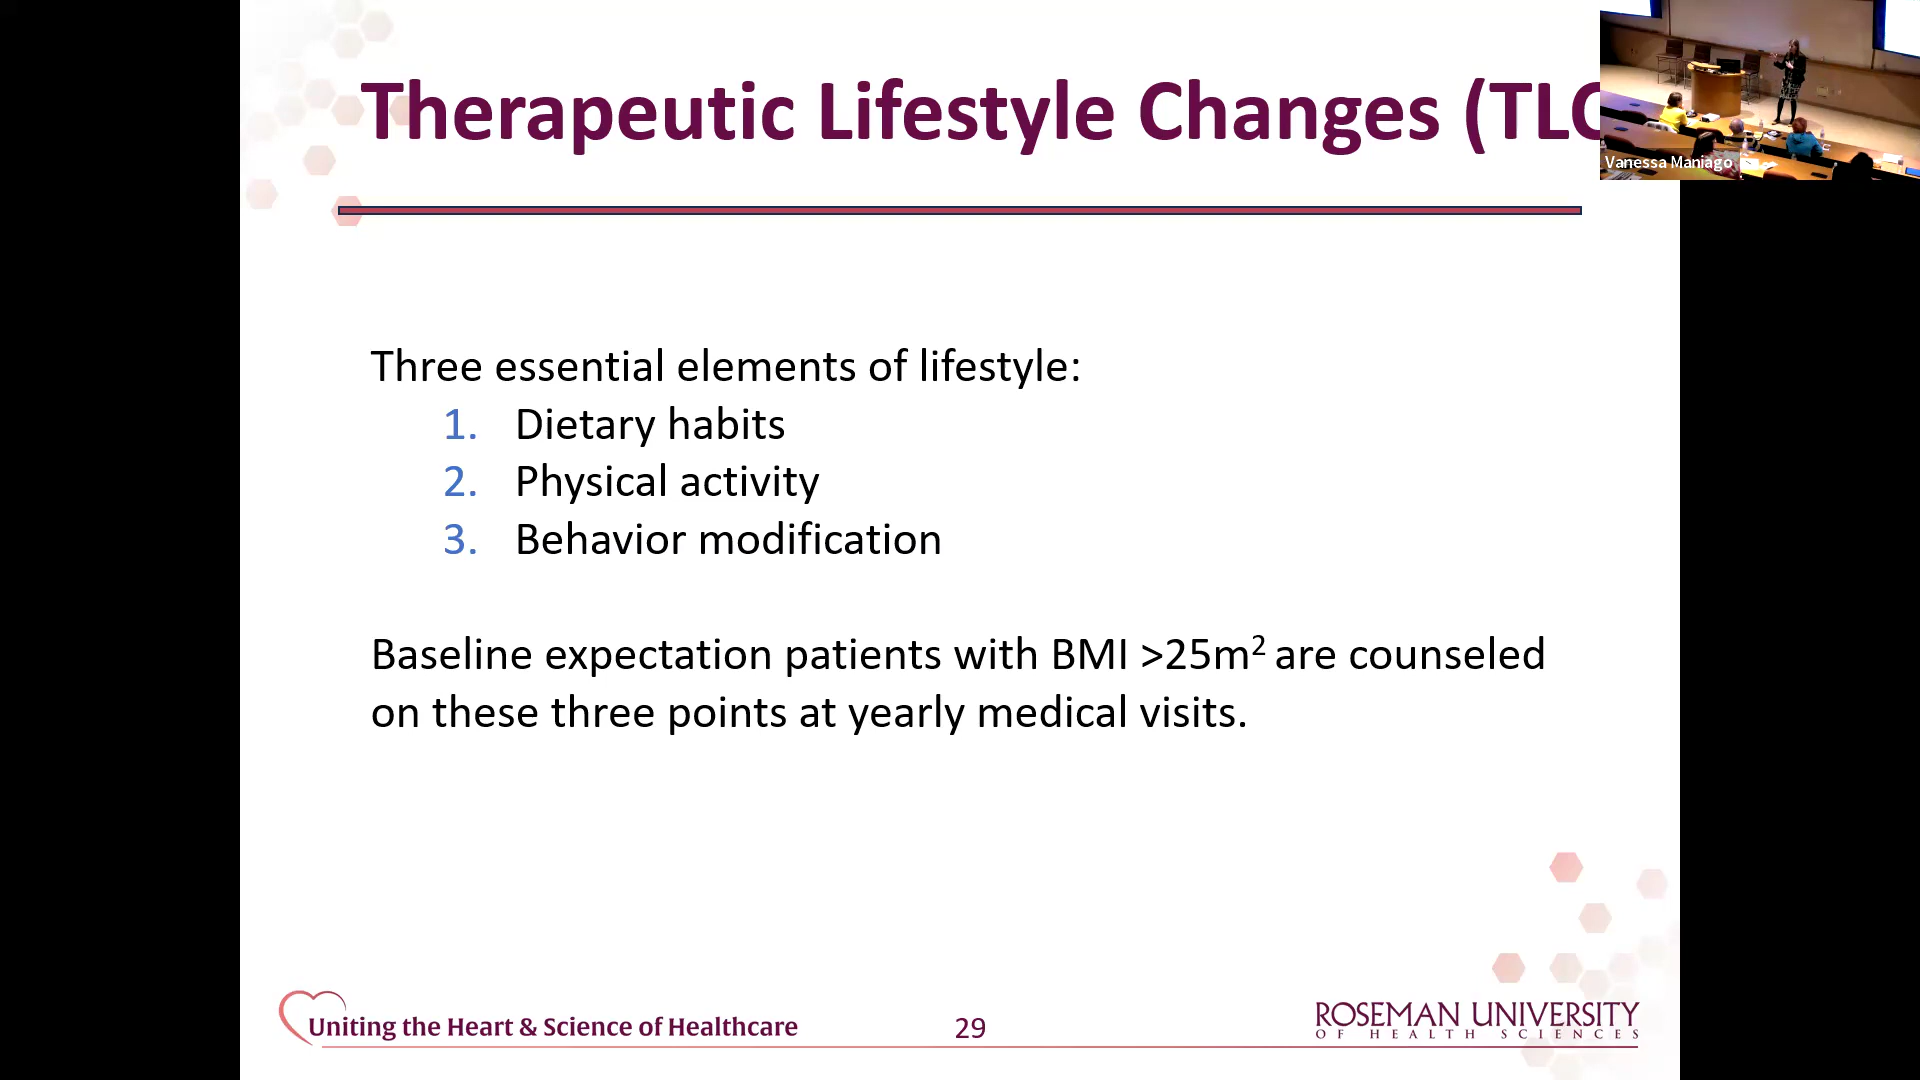 Therapeutic Lifestyle Changes (TLC
Vanessa Maniago
Three essential elements of lifestyle:
1. Dietary habits
2. Physical activity
3. Behavior modification
Baseline expectation patients with BMI >25m² are counseled
on these three points at yearly medical visits.
Uniting the Heart & Science of Healthcare
29
ROSEMAN UNIVERSITY
OF HEALTH SCIENCES